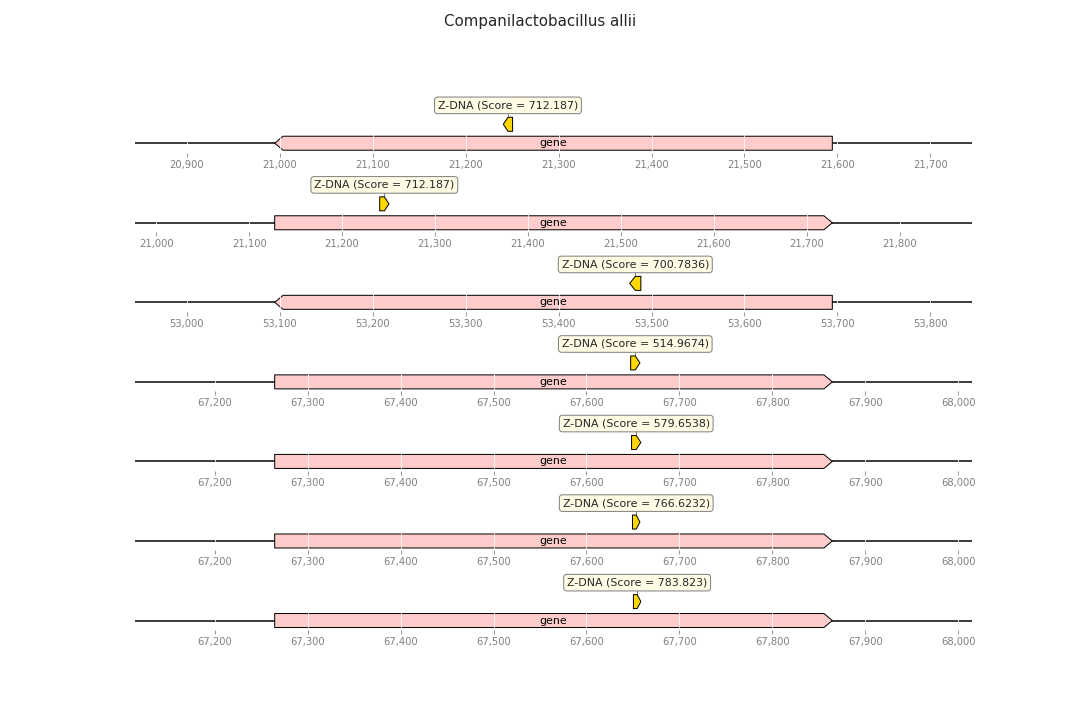 Companilactobacillus allii
Z-DNA (Score = 712.187)
gene
20,900 21,000 21,100 21,200 21,300 21,400 21,500 21,600 21,700
Z-DNA (Score = 712.187)
gene
21,000 21,100 21,200 21,300 21,400 21,500 21,600 21,700 21,800
Z-DNA (Score = 700.7836)
gene
53,000 53,100 53,200 53,300 53,400 53,500 53,600 53,700 53,800
Z-DNA (Score = 514.9674)
gene
67,200 67,300 67,400 67,500 67,600 67,700 67,800 67,900 68,000
Z-DNA (Score = 579.6538)
gene
67,200 67,300 67,400 67,500 67,600 67,700 67,800 67,900 68,000
Z-DNA (Score = 766.6232)
gene
67,200 67,300 67,400 67,500 67,600 67,700 67,800 67,900 68,000
Z-DNA (Score = 783.823)
gene
67,200 67,300 67,400 67,500 67,600 67,700 67,800 67,900 68,000